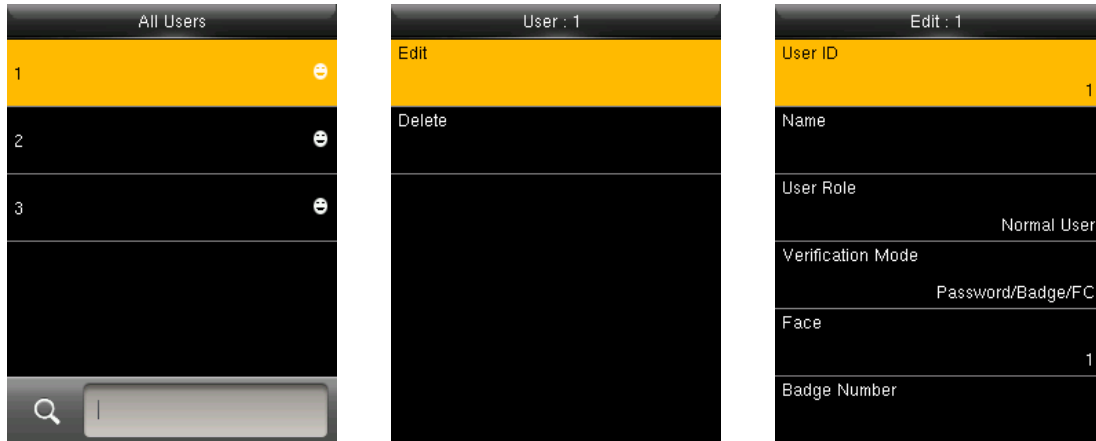 All Users
1
2
3
User : 1
Edit
Delete
Edit : 1
User ID
1
Name
User Role
Normal User
Verification Mode
Password/Badge/FC
Face
1
Badge Number